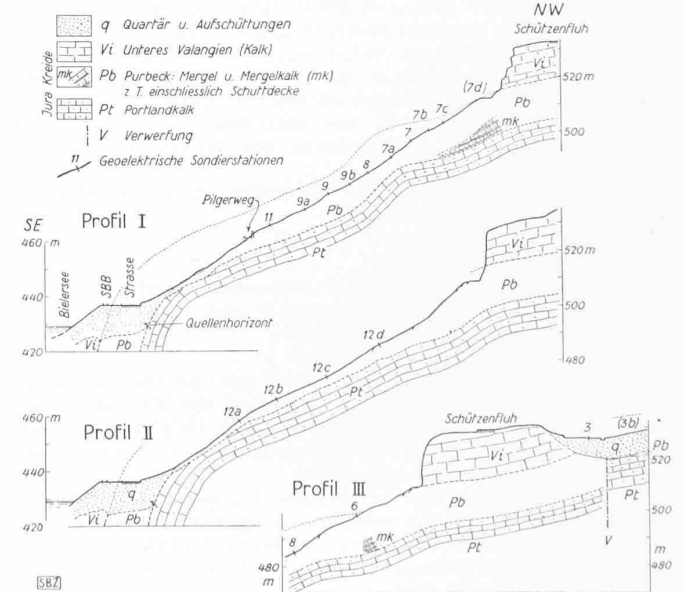 q Quartär u. Aufschüttungen
Vi Unteres Valangien (Kalk)
mk Pb Purbeck: Mergel u. Mergelkalk (mk)
z T. einschliesslich Schuttdecke
Pt Portlandkalk
Jura Kreide
V Verwerfung
11 Geoelektrische Sondierstationen
NW
Schützenfluh
Vi
520 m
Pb
500
mk
(7d)
7c
7b
7
7a
8
9b
9
9a
11
Pilgerweg
Pb
Pt
Profil I
SE
460 m
440
420
Bielersee
SBB
Strasse
q
Quellenhorizont
Vi
Pb
Vi
520 m
Pb
500
480
12d
12c
12b
12a
Pt
Profil II
460 m
440
420
q
Vi
Pb
Schützenfluh
3
(3b)
Pb
q
520
Vi
Pt
Profil III
6
Pb
500
8
mk
Pt
V
m
480
480
m
SBZ